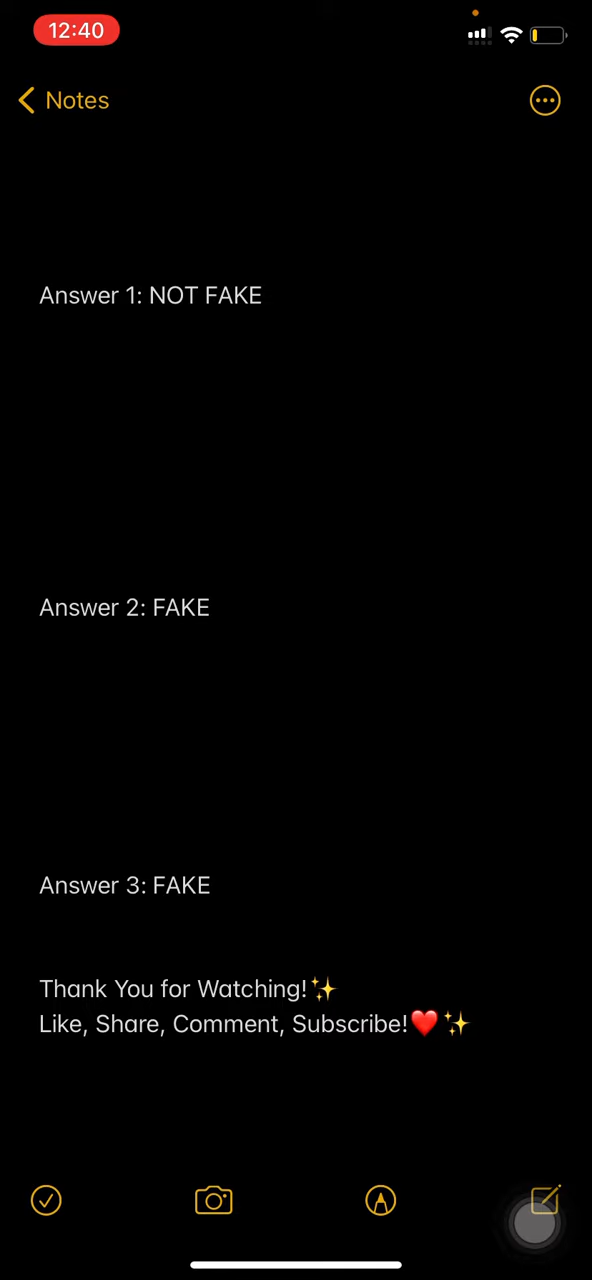 12:40
Notes
Answer 1: NOT FAKE
Answer 2: FAKE
Answer 3: FAKE
Thank You for Watching!✨
Like, Share, Comment, Subscribe!❤️✨